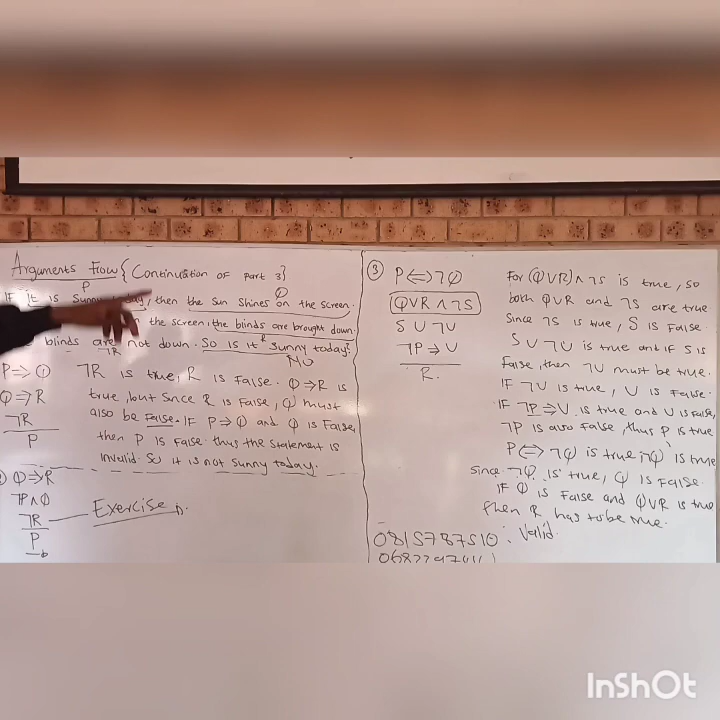 Arguments Frow {Continuation of part 3}
P Q
IF it is sunny today, then the sun shines on the screen.
the screen, the blinds are brought down.
blinds are not down. So is it sunny today?
¬R R
No
P⇒Q
Q⇒R
¬R
P
¬R is true, R is False. Q⇒R is
true, but since R is False, Q must
also be False. IF P⇒Q and Q is False,
then P is False. thus the statement is
invalid. So it is not sunny today.
Q⇒R
¬P∧Q
¬R
P
Exercise
③ P⇔¬Q
Q∨R∧¬S
S∪¬U
¬P⇒U
R.
For (Q∨R)∧¬S is true, so
both Q∨R and ¬S are true
Since ¬S is true, S is False.
S∪¬U is true and if S is
False, then ¬U must be true.
IF ¬U is true, U is False.
IF ¬P⇒U is true and U is False,
¬P is also False, thus P is true
P⇔¬Q is true, ¬Q is true
Since ¬Q is true, Q is False
IF Q is False and Q∨R is true
then R has to be true.
: Valid.
0815787510
InShOt